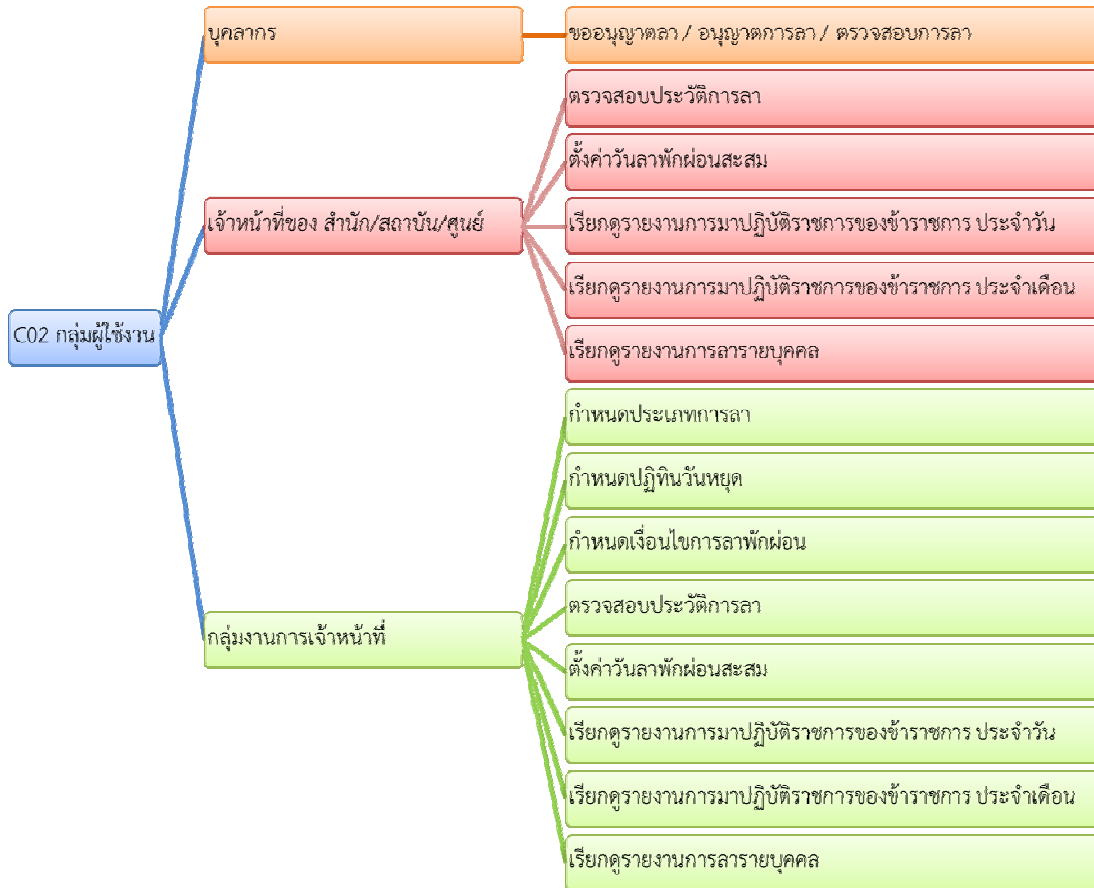 บุคลากร
ขออนุญาตลา / อนุญาตการลา / ตรวจสอบการลา
ตรวจสอบประวัติการลา
ตั้งค่าวันลาพักผ่อนสะสม
เจ้าหน้าที่ของ สำนัก/สถาบัน/ศูนย์
เรียกดูรายงานการมาปฏิบัติราชการของข้าราชการ ประจำวัน
เรียกดูรายงานการมาปฏิบัติราชการของข้าราชการ ประจำเดือน
เรียกดูรายงานการลารายบุคคล
C02 กลุ่มผู้ใช้งาน
กำหนดประเภทการลา
กำหนดปฏิทินวันหยุด
กำหนดเงื่อนไขการลาพักผ่อน
ตรวจสอบประวัติการลา
กลุ่มงานการเจ้าหน้าที่
ตั้งค่าวันลาพักผ่อนสะสม
เรียกดูรายงานการมาปฏิบัติราชการของข้าราชการ ประจำวัน
เรียกดูรายงานการมาปฏิบัติราชการของข้าราชการ ประจำเดือน
เรียกดูรายงานการลารายบุคคล